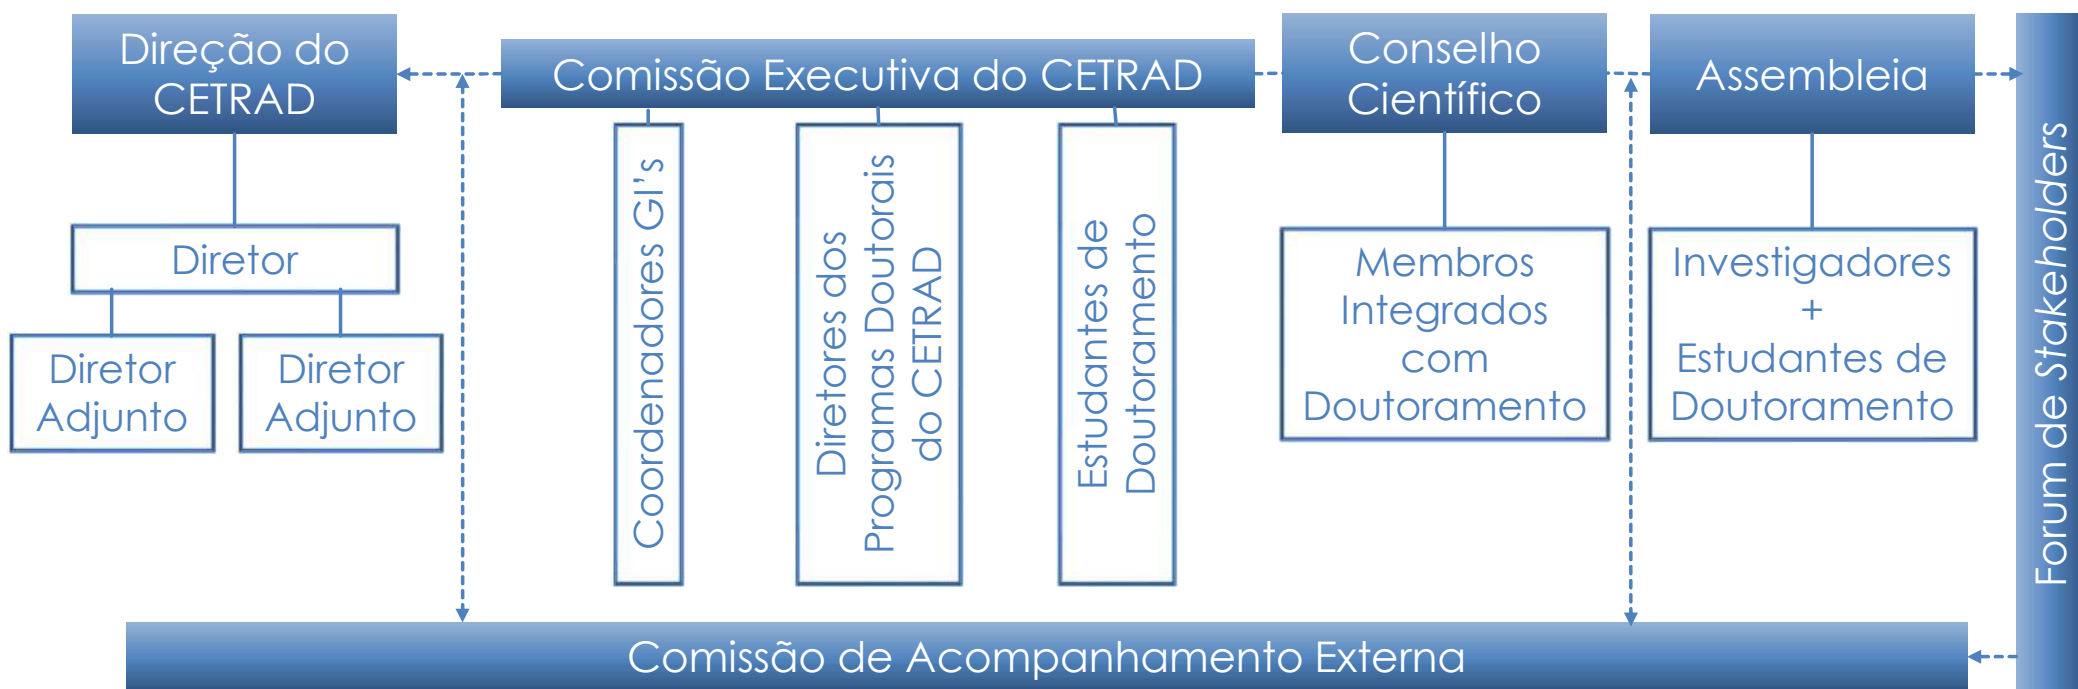 Direção do
CETRAD
Diretor
Diretor
Adjunto
Diretor
Adjunto
Comissão Executiva do CETRAD
Coordenadores GI’s
Diretores dos
Programas Doutorais
do CETRAD
Estudantes de
Doutoramento
Conselho
Científico
Membros
Integrados
com
Doutoramento
Assembleia
Investigadores
+
Estudantes de
Doutoramento
Forum de Stakeholders
Comissão de Acompanhamento Externa